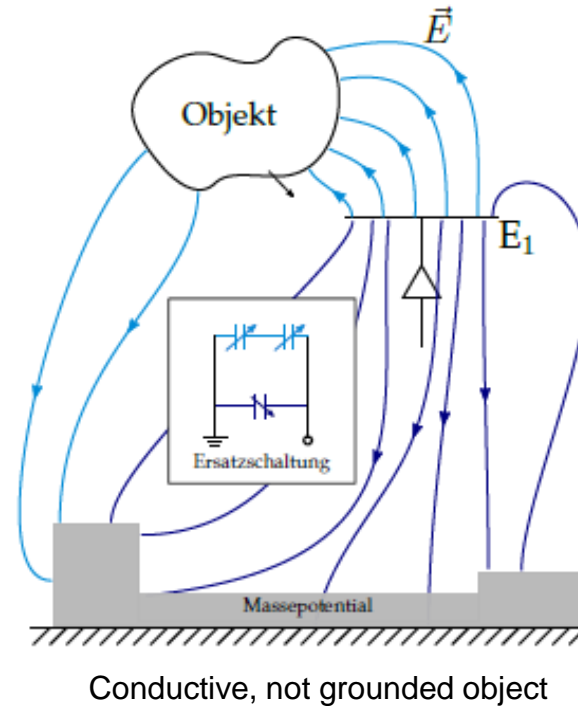 E⃗
Objekt
E₁
Ersatzschaltung
Massepotential
Conductive, not grounded object